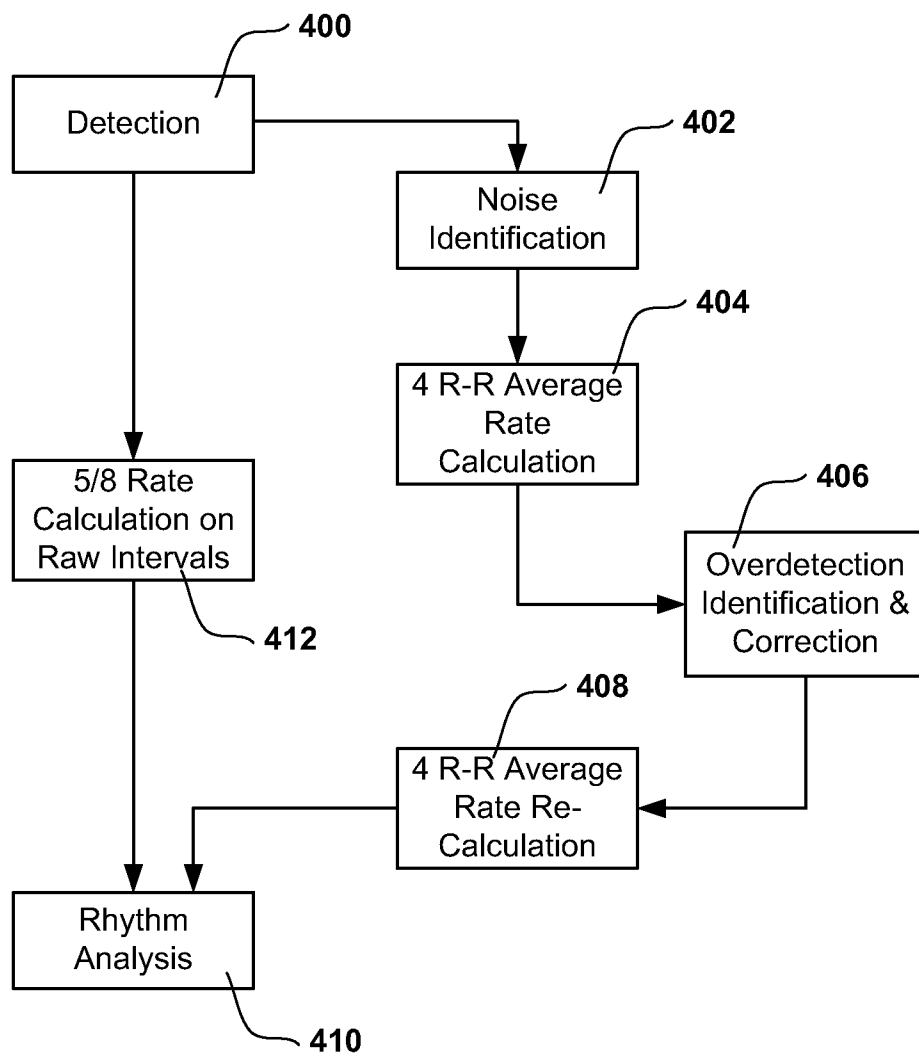 400
Detection
402
Noise
Identification
404
4 R-R Average
Rate
Calculation
406
Overdetection
Identification &
Correction
5/8 Rate
Calculation on
Raw Intervals
412
408
4 R-R Average
Rate Re-
Calculation
Rhythm
Analysis
410